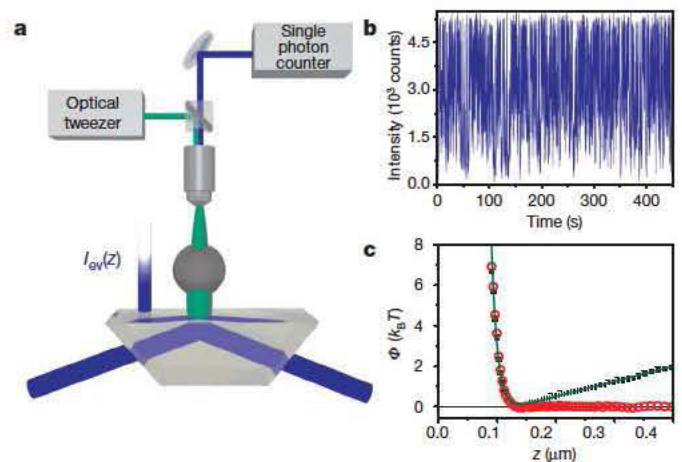 a
Single
photon
counter
Optical
tweezer
I_ev(z)
b
Intensity (10³ counts)
4.5
3.0
1.5
0.0
0 100 200 300 400
Time (s)
c
Φ (k_BT)
8
6
4
2
0
0.0 0.1 0.2 0.3 0.4
z (μm)